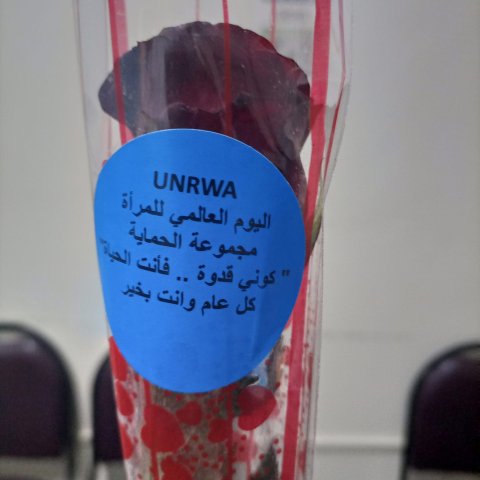 UNRWA
اليوم العالمي للمرأة
مجموعة الحماية
" كوني قدوة .. فأنت الحياة"
كل عام وانت بخير